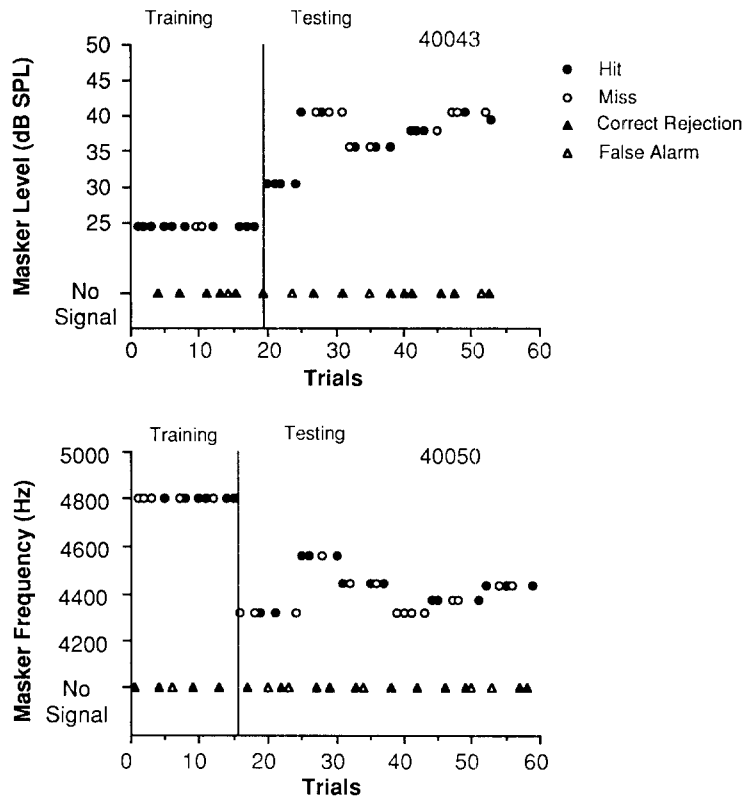 Training Testing
40043
Masker Level (dB SPL)
50
45
40
35
30
25
No
Signal
0 10 20 30 40 50 60
Trials
Hit
Miss
Correct Rejection
False Alarm
Training Testing
40050
Masker Frequency (Hz)
5000
4800
4600
4400
4200
No
Signal
0 10 20 30 40 50 60
Trials